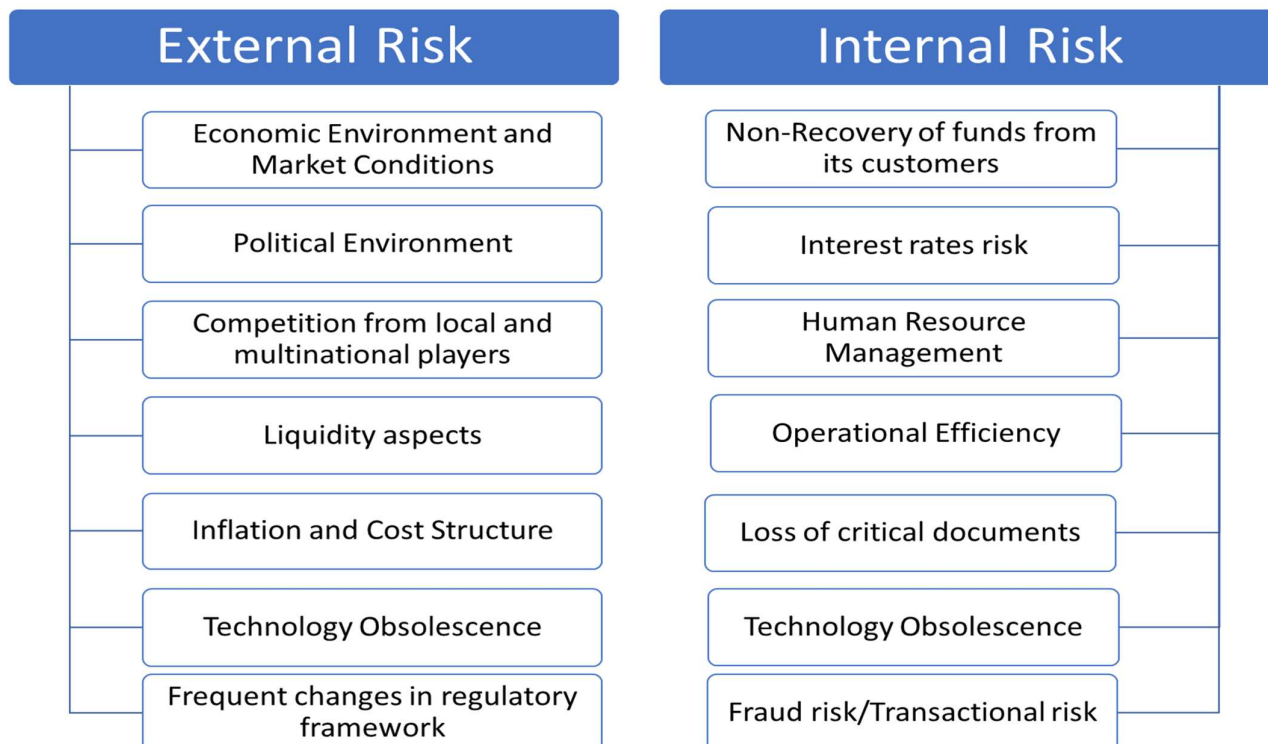 External Risk
Economic Environment and
Market Conditions
Political Environment
Competition from local and
multinational players
Liquidity aspects
Inflation and Cost Structure
Technology Obsolescence
Frequent changes in regulatory
framework
Internal Risk
Non-Recovery of funds from
its customers
Interest rates risk
Human Resource
Management
Operational Efficiency
Loss of critical documents
Technology Obsolescence
Fraud risk/Transactional risk